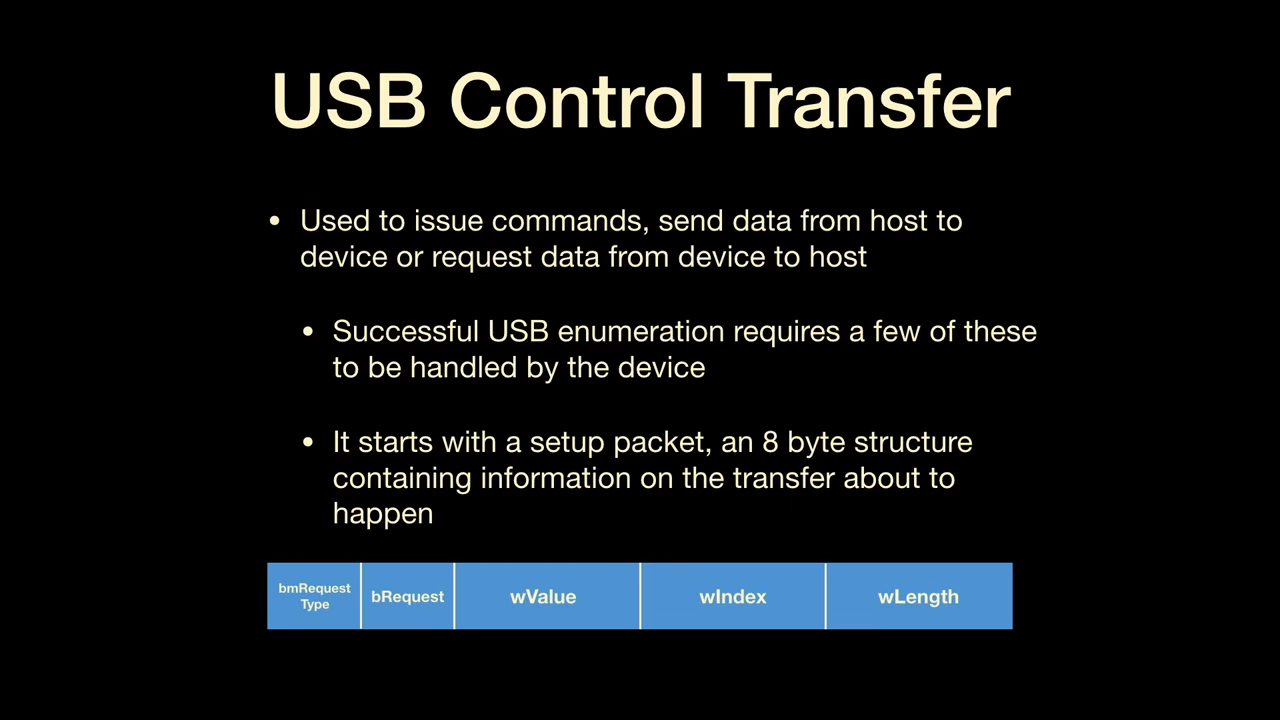 USB Control Transfer
• Used to issue commands, send data from host to
device or request data from device to host
• Successful USB enumeration requires a few of these
to be handled by the device
• It starts with a setup packet, an 8 byte structure
containing information on the transfer about to
happen
bmRequest
Type
bRequest
wValue
wIndex
wLength